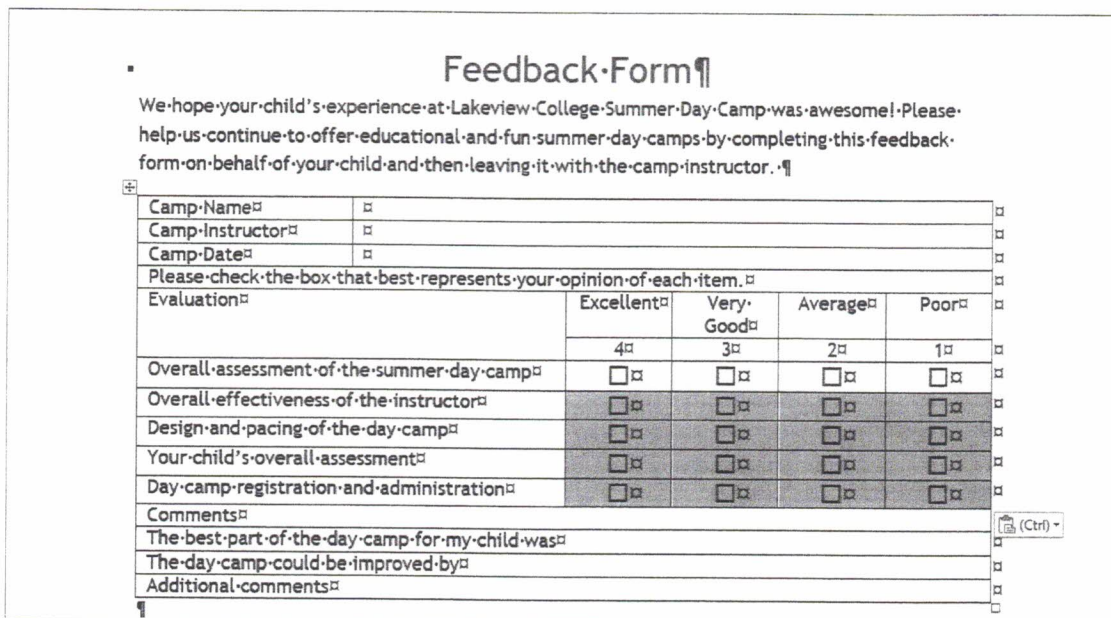 Feedback Form
We hope your child's experience at Lakeview College Summer Day Camp was awesome! Please
help us continue to offer educational and fun summer day camps by completing this feedback
form on behalf of your child and then leaving it with the camp instructor.
Camp Name
Camp Instructor
Camp Date
Please check the box that best represents your opinion of each item.
Evaluation Excellent Very Average Poor
Good
4 3 2 1
Overall assessment of the summer day camp
Overall effectiveness of the instructor
Design and pacing of the day camp
Your child's overall assessment
Day camp registration and administration
Comments
(Ctrl)
The best part of the day camp for my child was
The day camp could be improved by
Additional comments